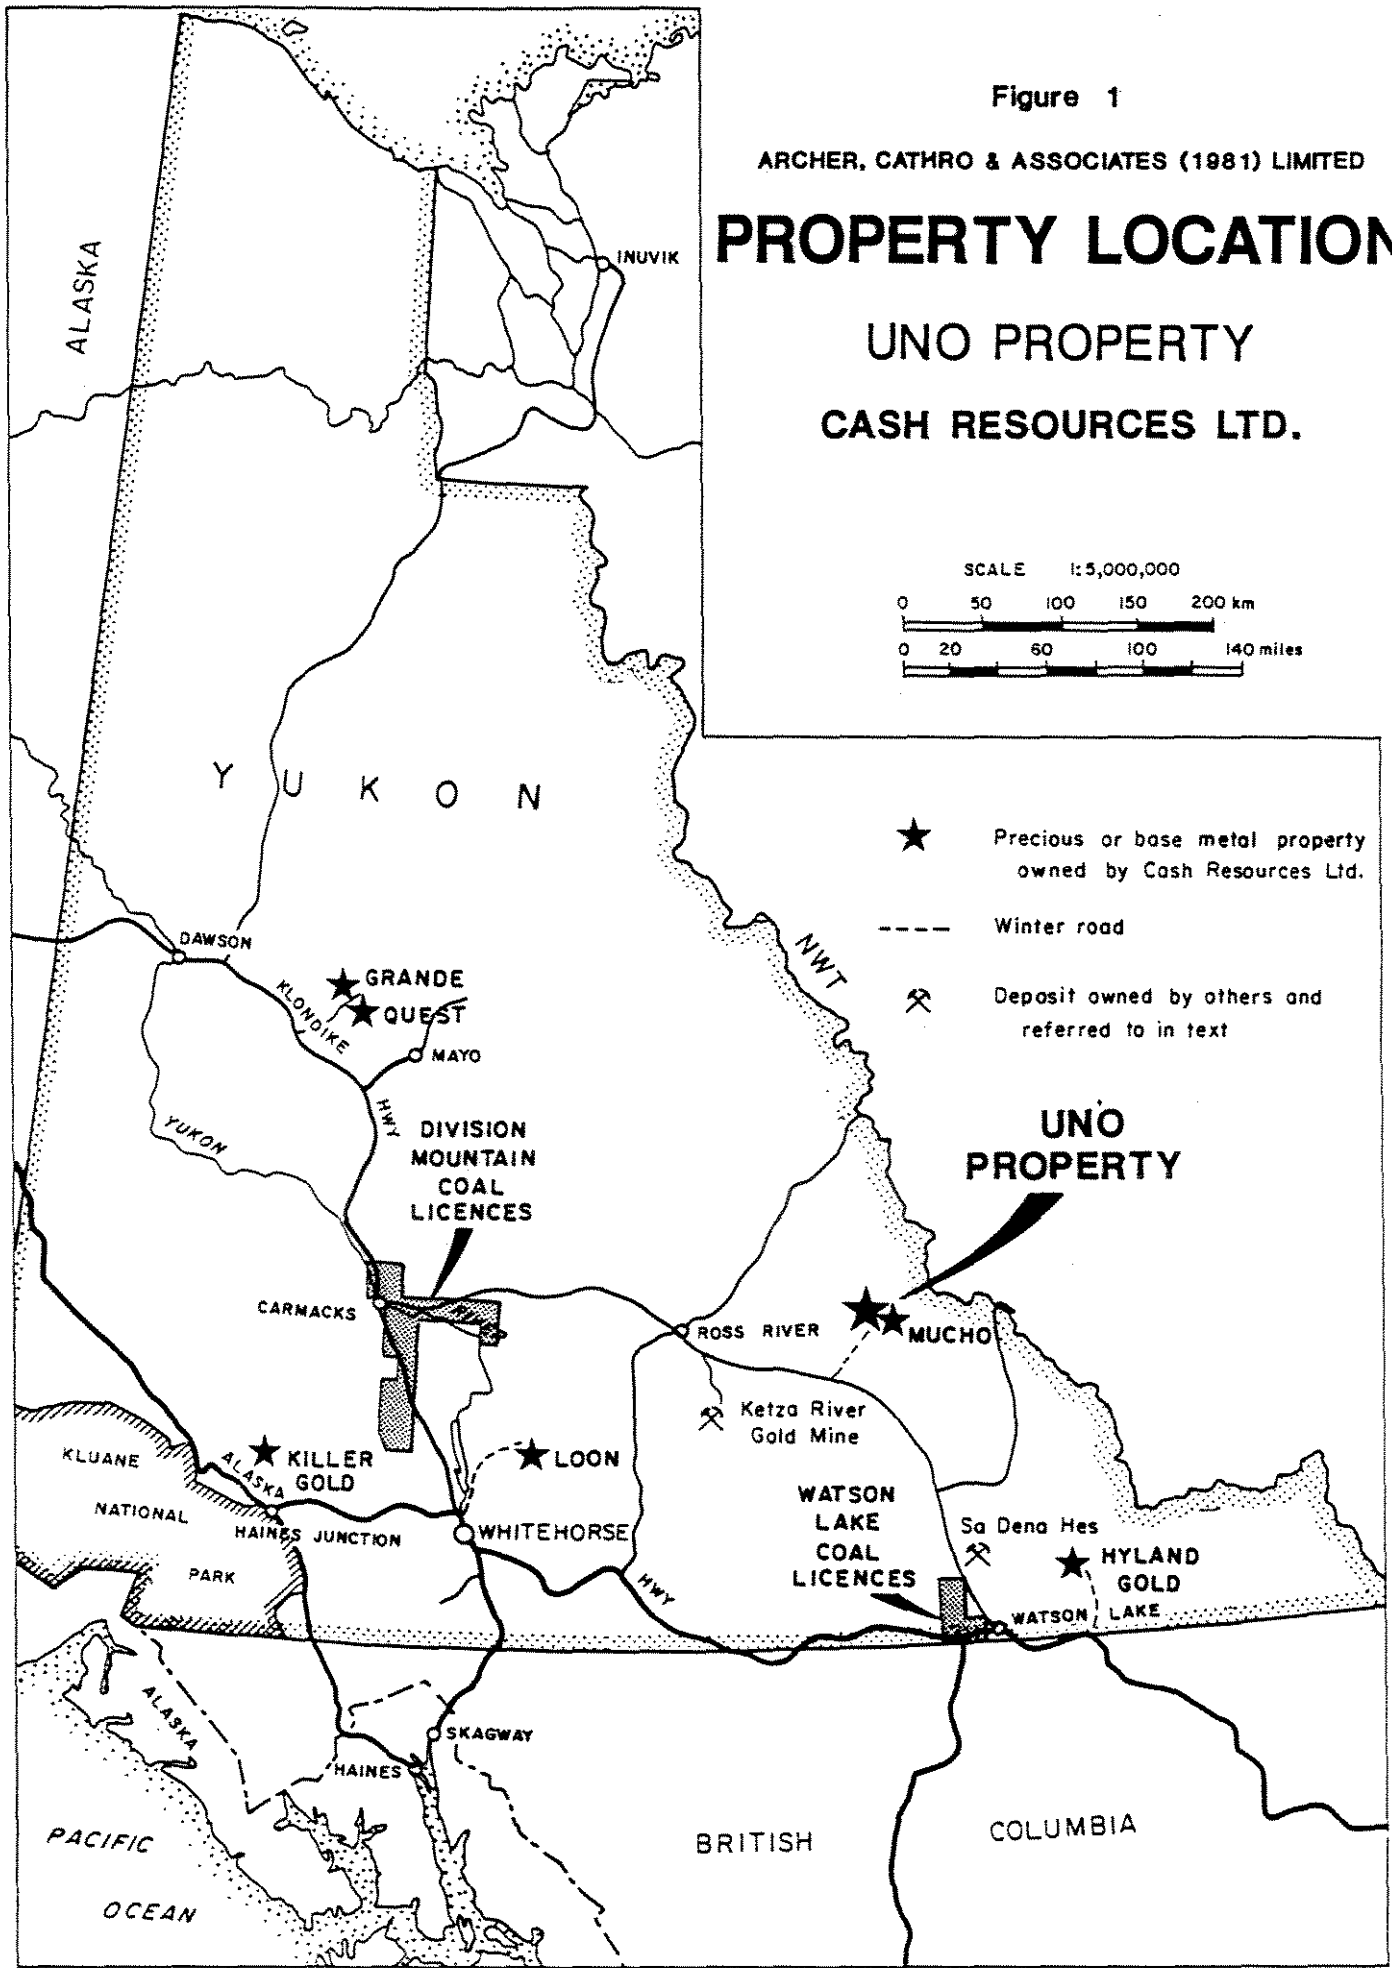 Figure 1
ARCHER, CATHRO & ASSOCIATES (1981) LIMITED
PROPERTY LOCATION
UNO PROPERTY
CASH RESOURCES LTD.
SCALE 1:5,000,000
0 50 100 150 200 km
0 20 60 100 140 miles
ALASKA
INUVIK
YUKON
Precious or base metal property
owned by Cash Resources Ltd.
Winter road
Deposit owned by others and
referred to in text
NWT
DAWSON
GRANDE
KLONDIKE
QUEST
MAYO
HWY
YUKON
DIVISION
MOUNTAIN
COAL
LICENCES
UNO
PROPERTY
CARMACKS
ROSS RIVER
MUCHO
Ketza River
Gold Mine
KLUANE
NATIONAL
PARK
KILLER
GOLD
ALASKA
LOON
HAINES JUNCTION
WHITEHORSE
HWY
WATSON
LAKE
COAL
LICENCES
Sa Dena Hes
HYLAND
GOLD
WATSON LAKE
ALASKA
SKAGWAY
HAINES
PACIFIC
OCEAN
BRITISH
COLUMBIA